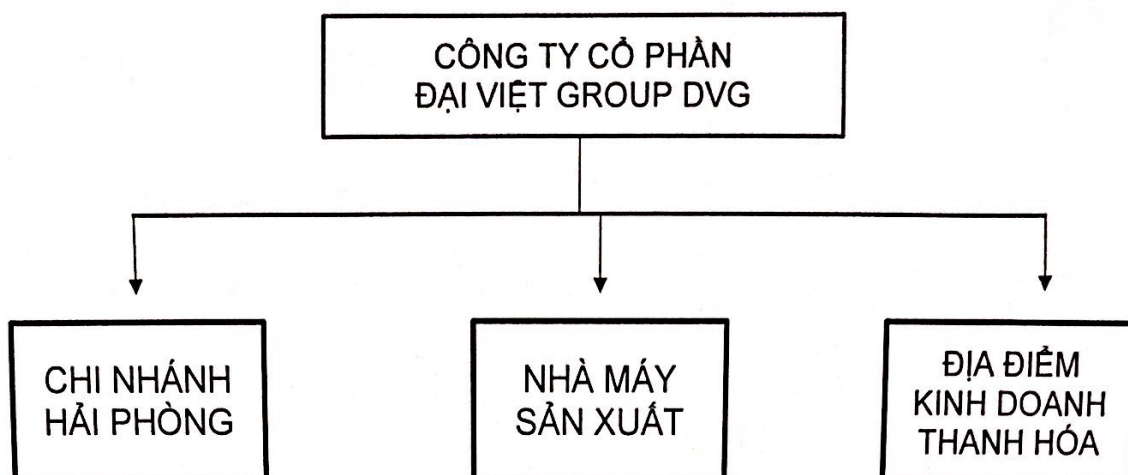 CÔNG TY CỔ PHẦN
ĐẠI VIỆT GROUP DVG
CHI NHÁNH
HẢI PHÒNG
NHÀ MÁY
SẢN XUẤT
ĐỊA ĐIỂM
KINH DOANH
THANH HÓA